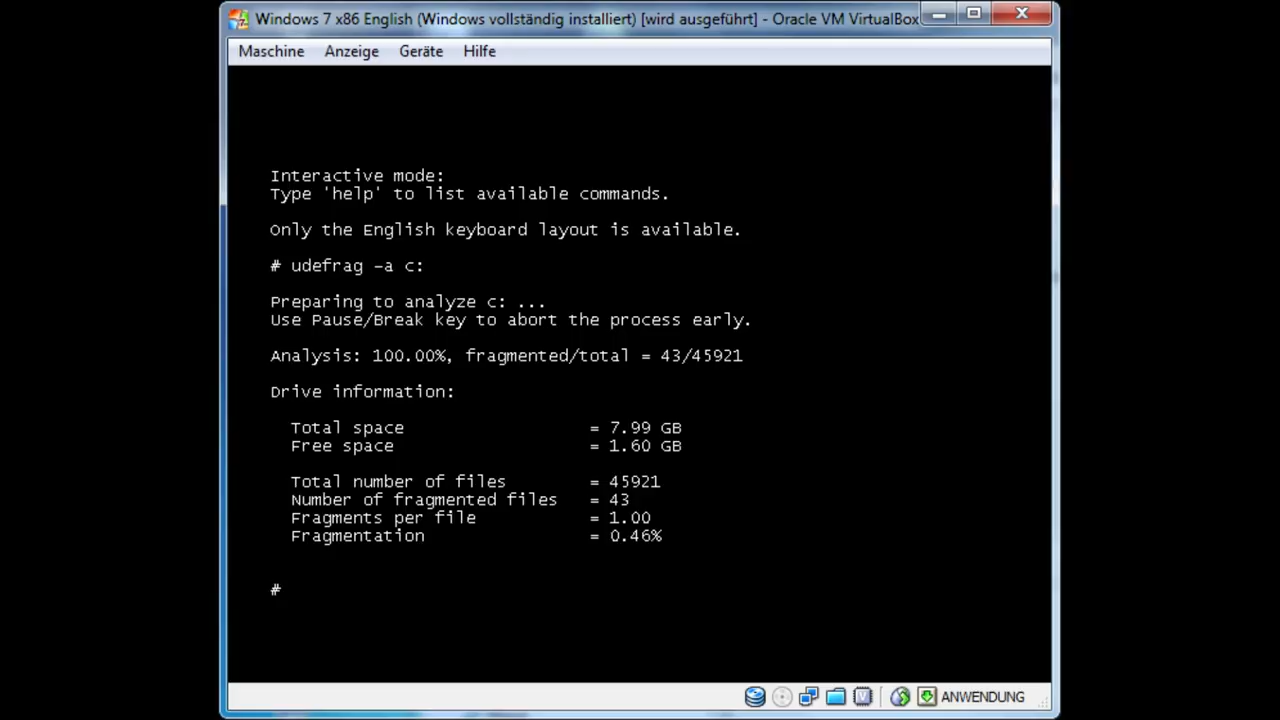 Windows 7 x86 English (Windows vollständig installiert) [wird ausgeführt] - Oracle VM VirtualBox
Maschine Anzeige Geräte Hilfe
Interactive mode:
Type 'help' to list available commands.
Only the English keyboard layout is available.
# udefrag -a c:
Preparing to analyze c: ...
Use Pause/Break key to abort the process early.
Analysis: 100.00%, fragmented/total = 43/45921
Drive information:
Total space = 7.99 GB
Free space = 1.60 GB
Total number of files = 45921
Number of fragmented files = 43
Fragments per file = 1.00
Fragmentation = 0.46%
#
ANWENDUNG